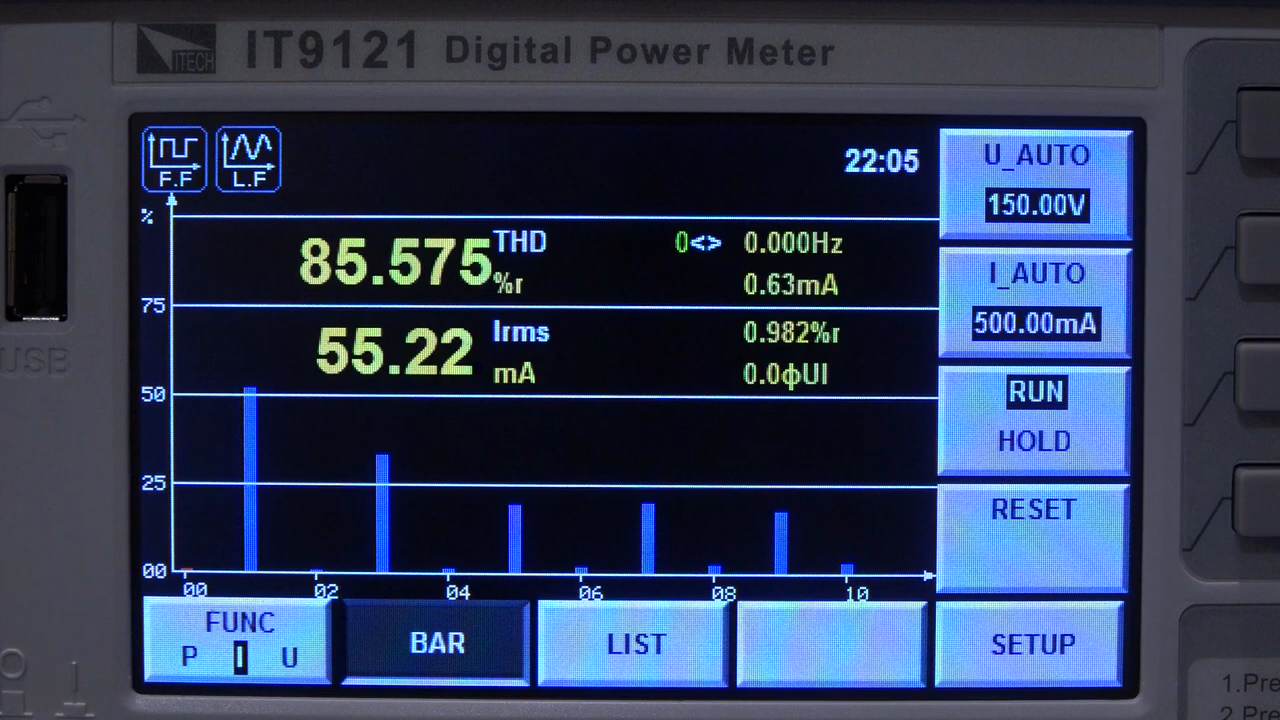 ITECH IT9121 Digital Power Meter
F.F L.F 22:05
U_AUTO
150.00V
%
85.575 THD %r
0<> 0.000Hz
0.63mA
I_AUTO
500.00mA
75
55.22 Irms mA
0.982%r
0.0ϕUI
RUN
HOLD
50
25
RESET
00
00 02 04 06 08 10
FUNC
P I U
BAR
LIST
SETUP
USB
1.Pre
2.Pre